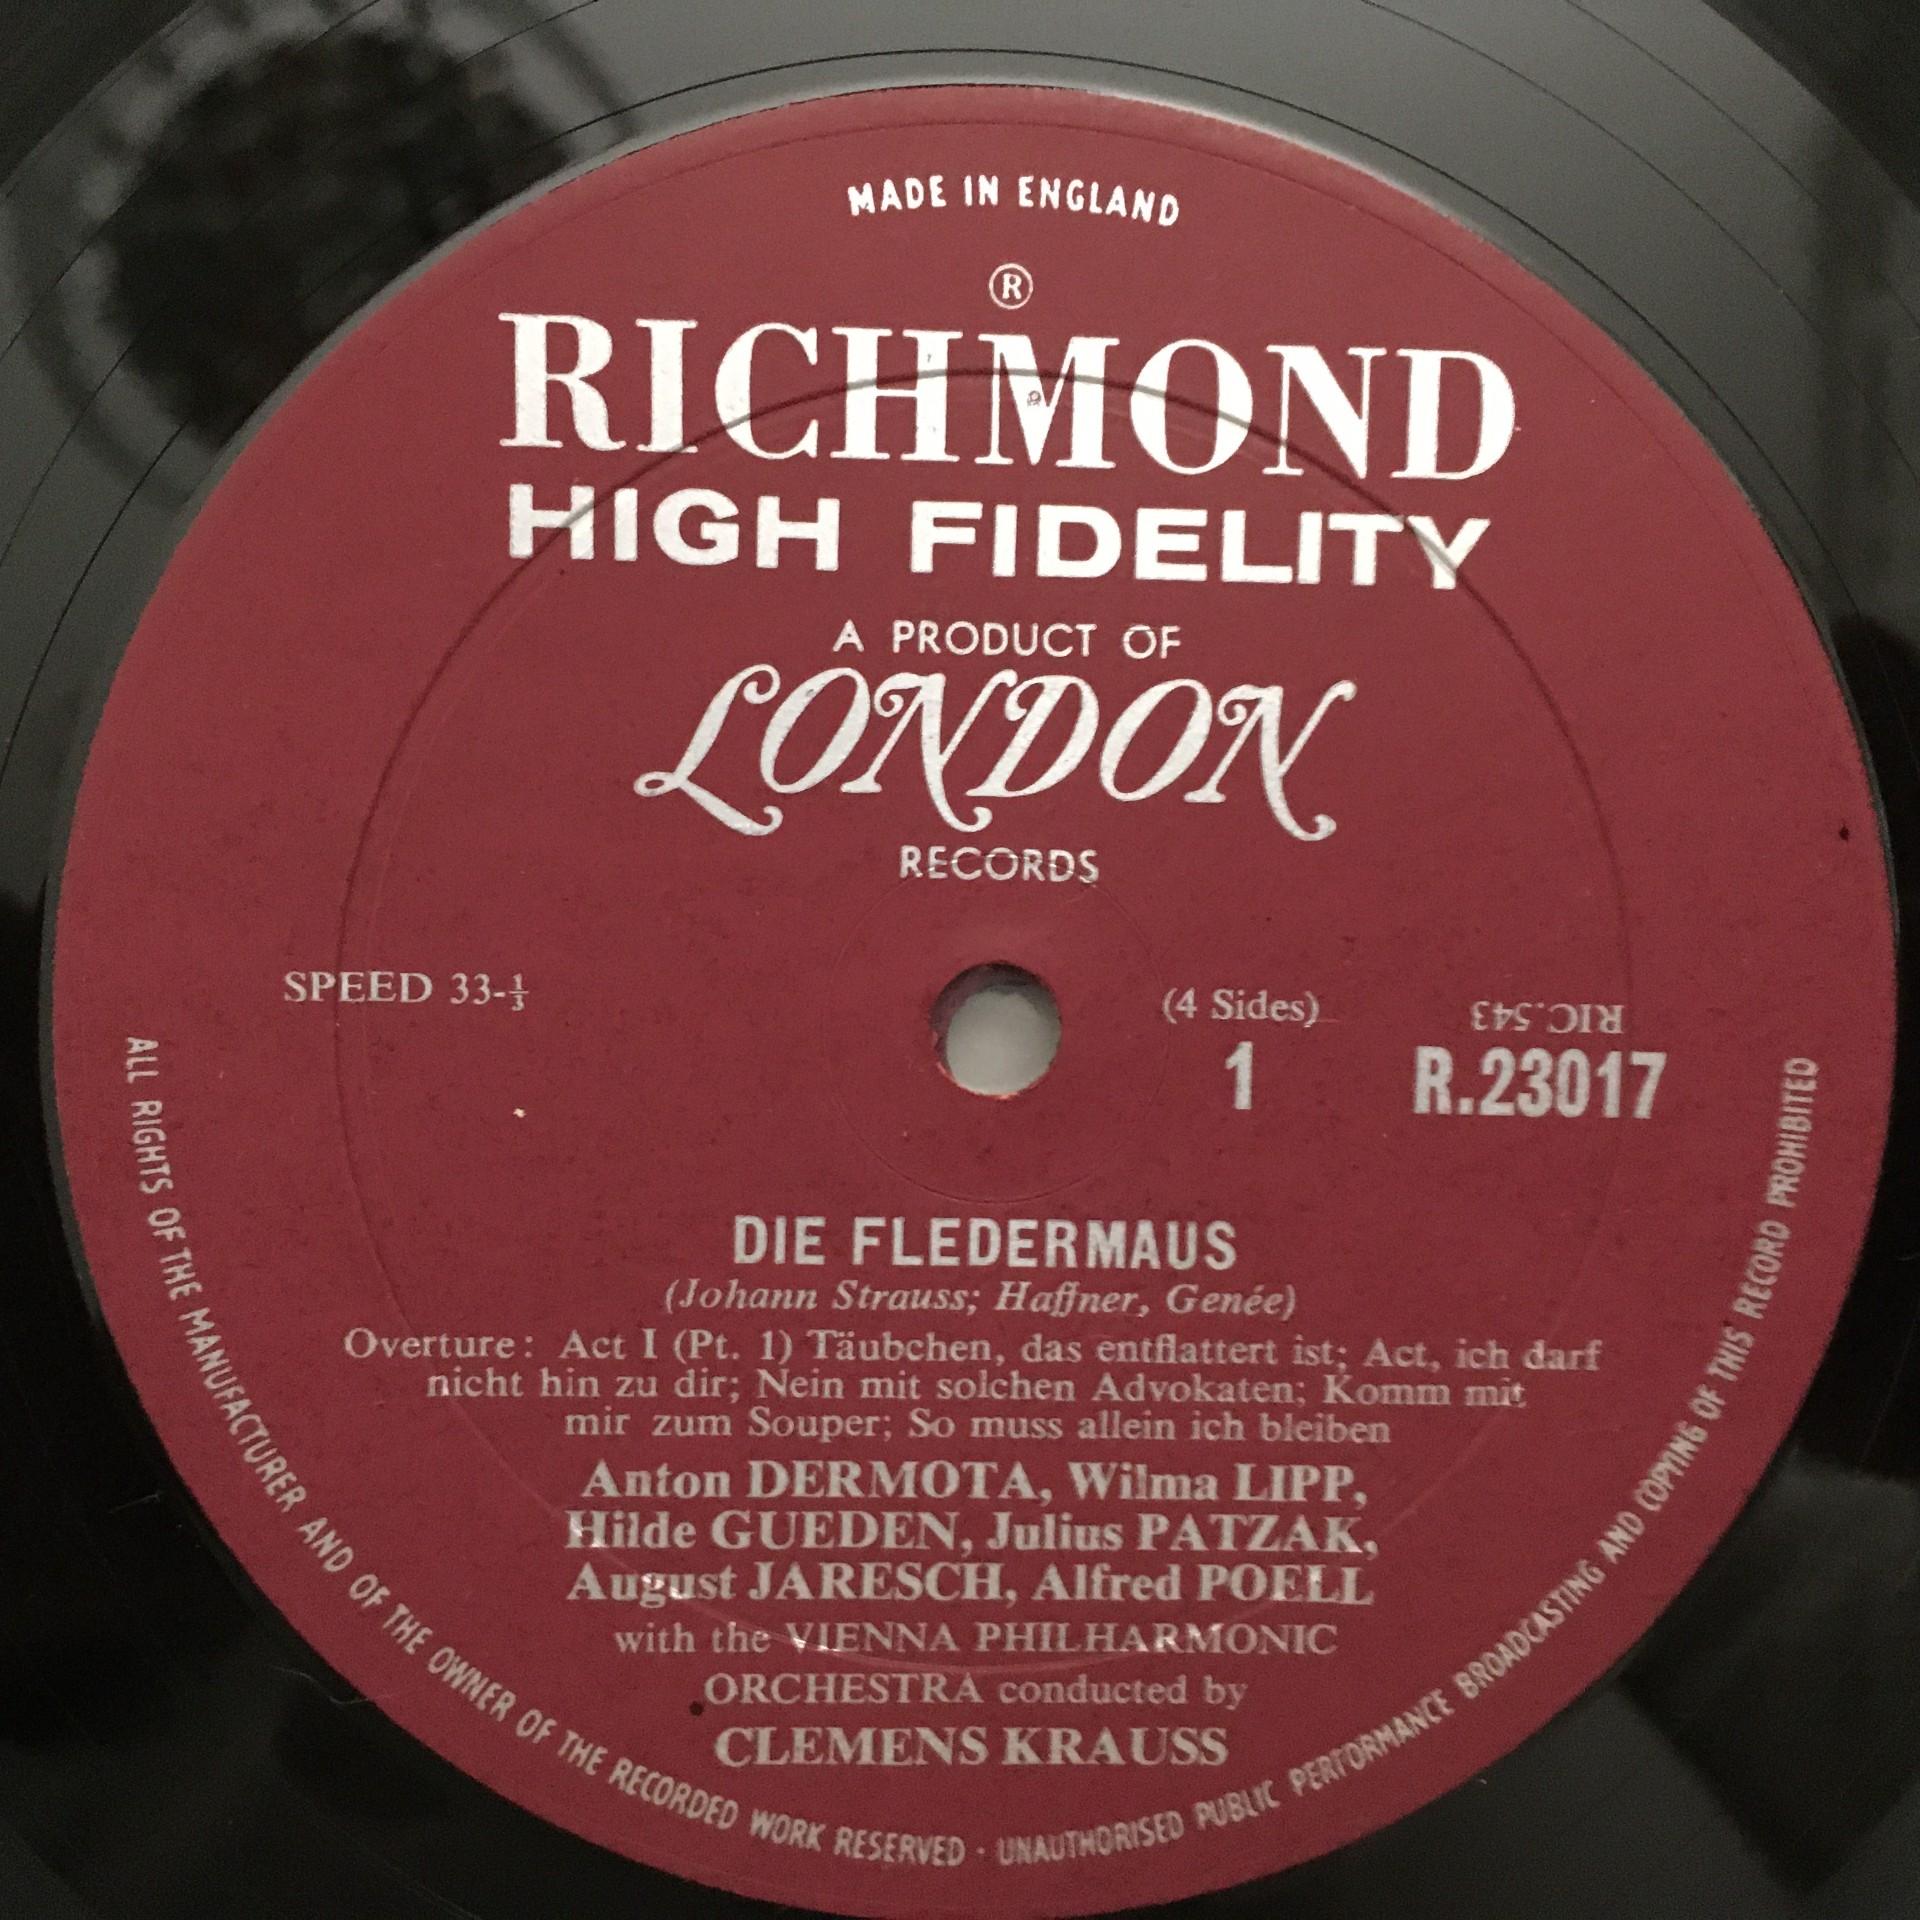 MADE IN ENGLAND
®
RICHMOND
HIGH FIDELITY
A PRODUCT OF
LONDON
RECORDS
SPEED 33-⅓
(4 Sides)
1
RIC.543
R.23017
DIE FLEDERMAUS
(Johann Strauss; Haffner, Genée)
Overture: Act I (Pt. 1) Täubchen, das entflattert ist; Act, ich darf
nicht hin zu dir; Nein mit solchen Advokaten; Komm mit
mir zum Souper; So muss allein ich bleiben
Anton DERMOTA, Wilma LIPP,
Hilde GUEDEN, Julius PATZAK,
August JARESCH, Alfred POELL
with the VIENNA PHILHARMONIC
ORCHESTRA conducted by
CLEMENS KRAUSS
ALL RIGHTS OF THE MANUFACTURER AND OF THE OWNER OF THE RECORDED WORK RESERVED · UNAUTHORISED PUBLIC PERFORMANCE BROADCASTING AND COPYING OF THIS RECORD PROHIBITED